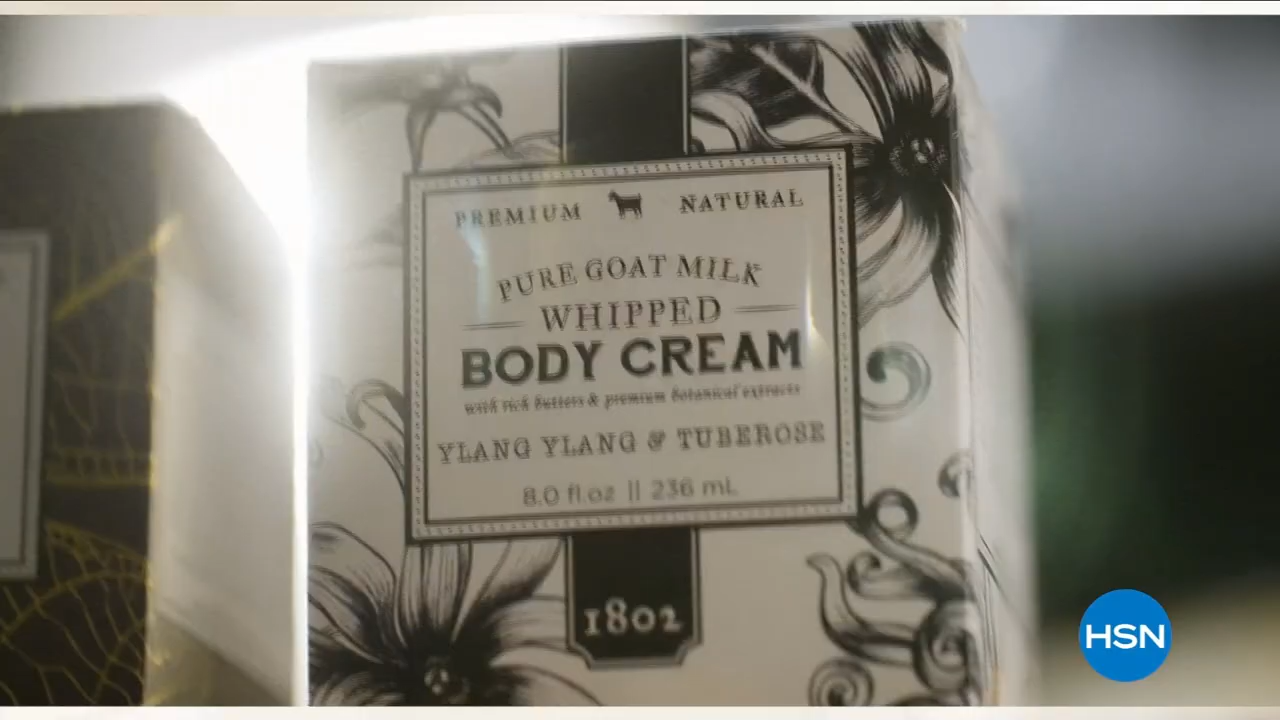 PREMIUM NATURAL
PURE GOAT MILK
WHIPPED
BODY CREAM
with rich butters & premium botanical extracts
YLANG YLANG & TUBEROSE
8.0 fl.oz || 236 mL
1802
HSN